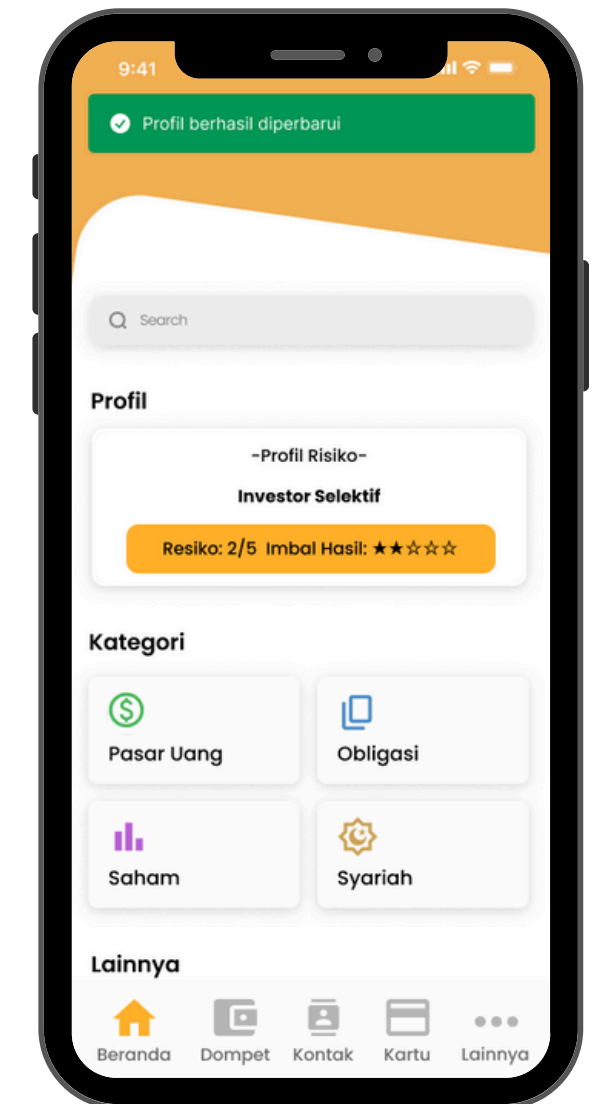 9:41
Profil berhasil diperbarui
Search
Profil
-Profil Risiko-
Investor Selektif
Resiko: 2/5 Imbal Hasil: ★★☆☆☆
Kategori
Pasar Uang
Obligasi
Saham
Syariah
Lainnya
Beranda Dompet Kontak Kartu Lainnya